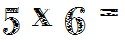 5 x 6 =